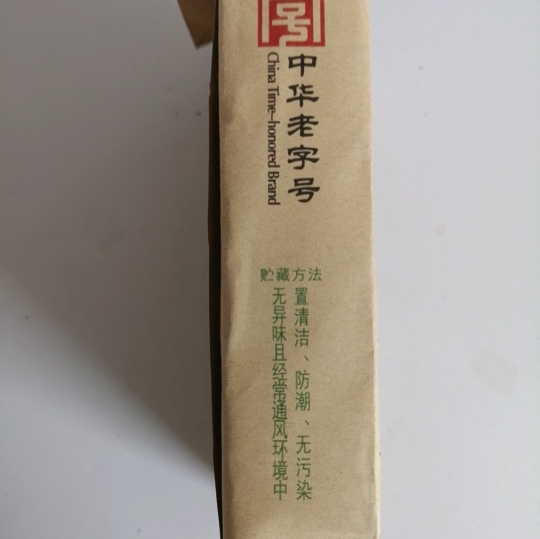 号
中华老字号
China Time-honored Brand
贮藏方法
置清洁、防潮、无污染
无异味且经常通风环境中